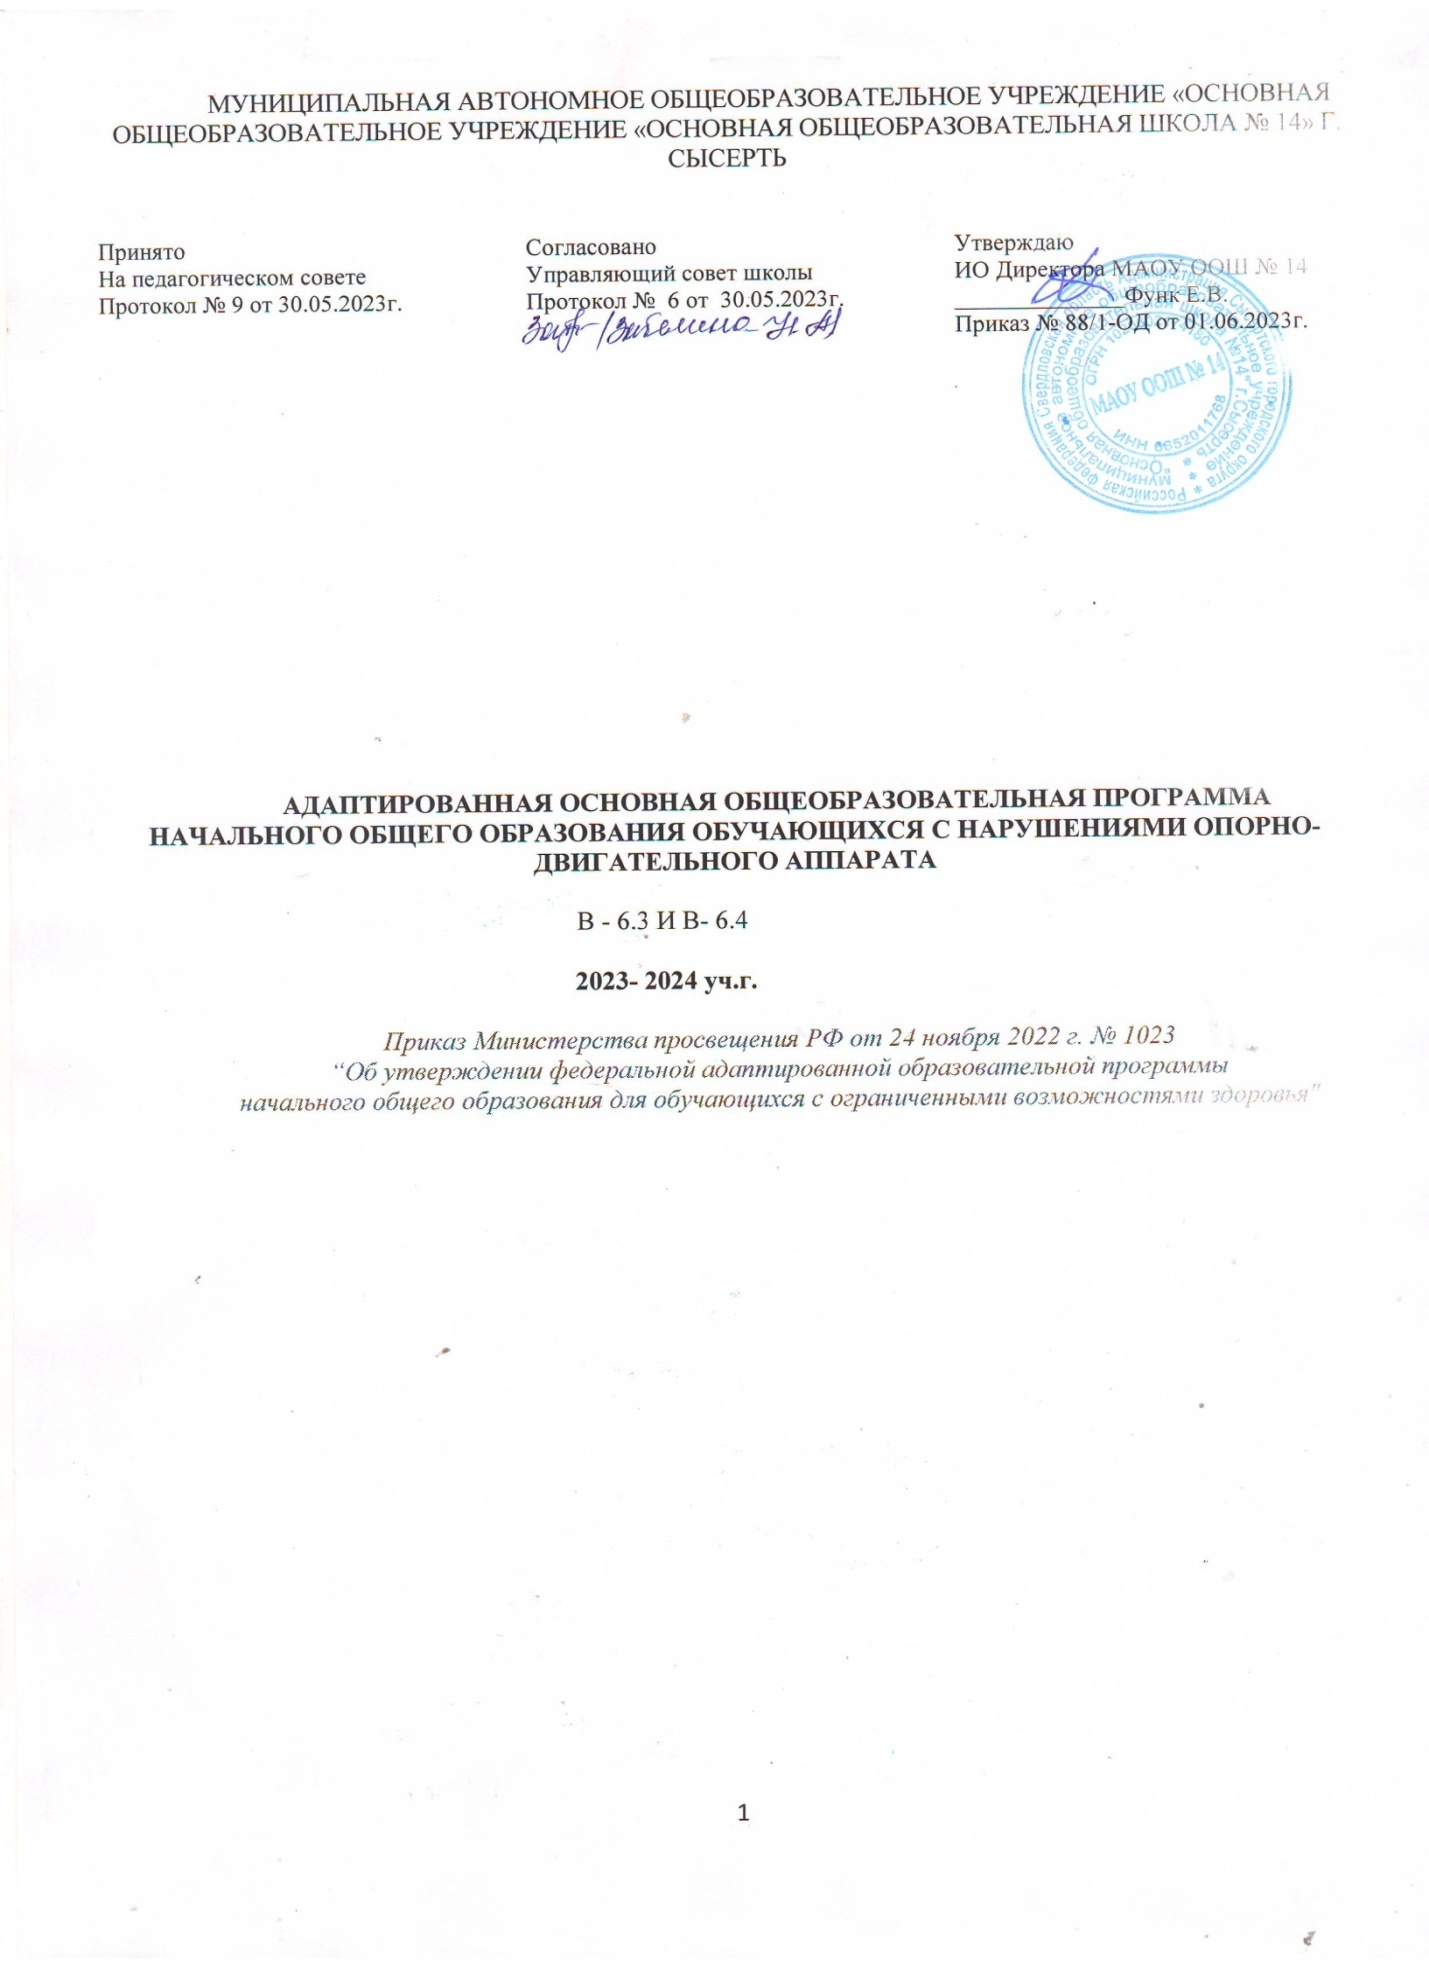 МУНИЦИПАЛЬНАЯ АВТОНОМНОЕ ОБЩЕОБРАЗОВАТЕЛЬНОЕ УЧРЕЖДЕНИЕ «ОСНОВНАЯ
ОБЩЕОБРАЗОВАТЕЛЬНОЕ УЧРЕЖДЕНИЕ «ОСНОВНАЯ ОБЩЕОБРАЗОВАТЕЛЬНАЯ ШКОЛА № 14» Г.
СЫСЕРТЬ
Принято
На педагогическом совете
Протокол № 9 от 30.05.2023г.
Согласовано
Управляющий совет школы
Протокол № 6 от 30.05.2023г.
Утверждаю
ИО Директора МАОУ ООШ № 14
______________Функ Е.В.
Приказ № 88/1-ОД от 01.06.2023г.
МАОУ ООШ № 14
ИНН 6652011768
АДАПТИРОВАННАЯ ОСНОВНАЯ ОБЩЕОБРАЗОВАТЕЛЬНАЯ ПРОГРАММА
НАЧАЛЬНОГО ОБЩЕГО ОБРАЗОВАНИЯ ОБУЧАЮЩИХСЯ С НАРУШЕНИЯМИ ОПОРНО-
ДВИГАТЕЛЬНОГО АППАРАТА
В - 6.3 И В- 6.4
2023- 2024 уч.г.
Приказ Министерства просвещения РФ от 24 ноября 2022 г. № 1023
“Об утверждении федеральной адаптированной образовательной программы
начального общего образования для обучающихся с ограниченными возможностями здоровья”
1